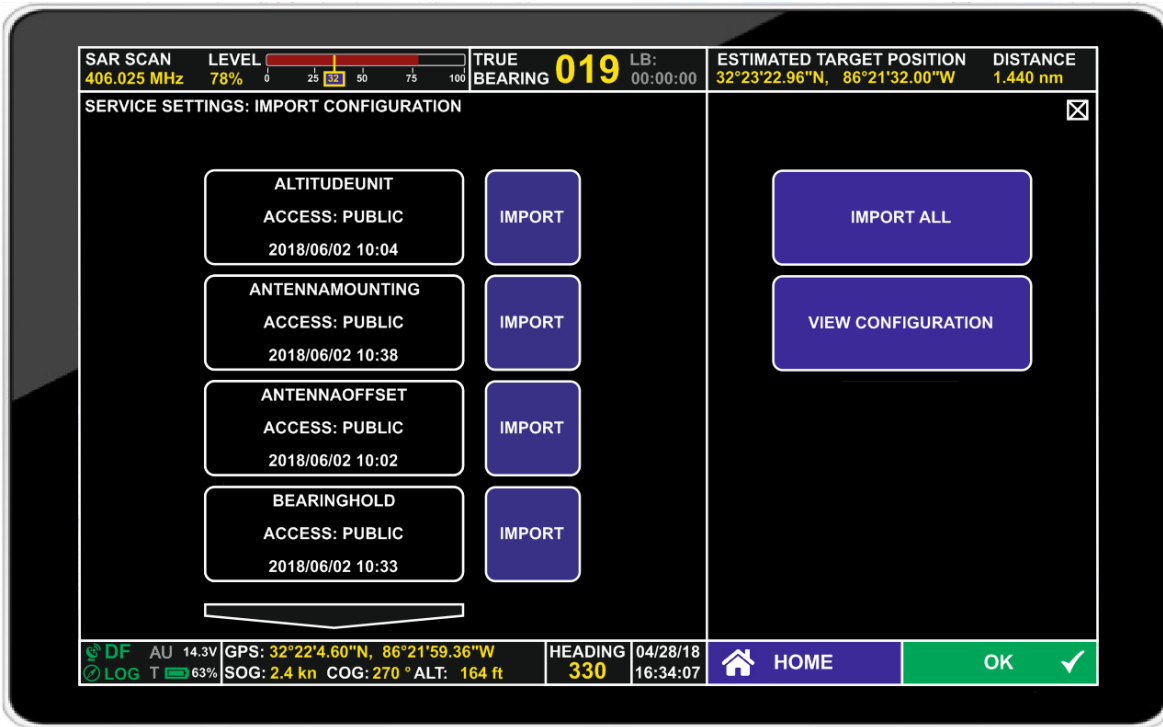 SAR SCAN LEVEL TRUE LB: ESTIMATED TARGET POSITION DISTANCE
406.025 MHz 78% 0 25 32 50 75 100 BEARING 019 00:00:00 32°23'22.96"N, 86°21'32.00"W 1.440 nm
SERVICE SETTINGS: IMPORT CONFIGURATION
ALTITUDEUNIT
ACCESS: PUBLIC
2018/06/02 10:04
IMPORT
ANTENNAMOUNTING
ACCESS: PUBLIC
2018/06/02 10:38
IMPORT
ANTENNAOFFSET
ACCESS: PUBLIC
2018/06/02 10:02
IMPORT
BEARINGHOLD
ACCESS: PUBLIC
2018/06/02 10:33
IMPORT
IMPORT ALL
VIEW CONFIGURATION
DF AU 14.3V GPS: 32°22'4.60"N, 86°21'59.36"W HEADING 04/28/18
LOG T 63% SOG: 2.4 kn COG: 270 ° ALT: 164 ft 330 16:34:07
HOME
OK